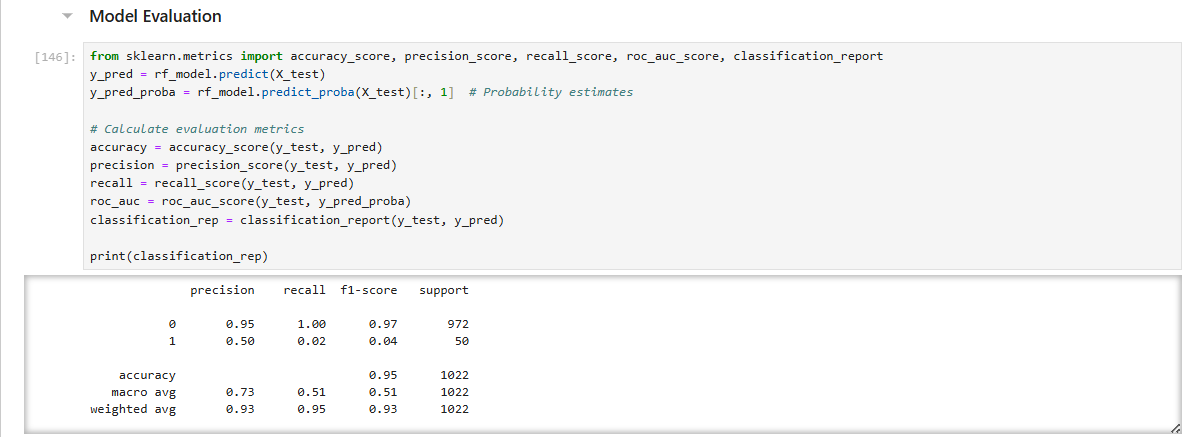 Model Evaluation
[146]:
from sklearn.metrics import accuracy_score, precision_score, recall_score, roc_auc_score, classification_report
y_pred = rf_model.predict(X_test)
y_pred_proba = rf_model.predict_proba(X_test)[:, 1]  # Probability estimates

# Calculate evaluation metrics
accuracy = accuracy_score(y_test, y_pred)
precision = precision_score(y_test, y_pred)
recall = recall_score(y_test, y_pred)
roc_auc = roc_auc_score(y_test, y_pred_proba)
classification_rep = classification_report(y_test, y_pred)

print(classification_rep)
              precision    recall  f1-score   support

           0       0.95      1.00      0.97       972
           1       0.50      0.02      0.04        50

    accuracy                           0.95      1022
   macro avg       0.73      0.51      0.51      1022
weighted avg       0.93      0.95      0.93      1022